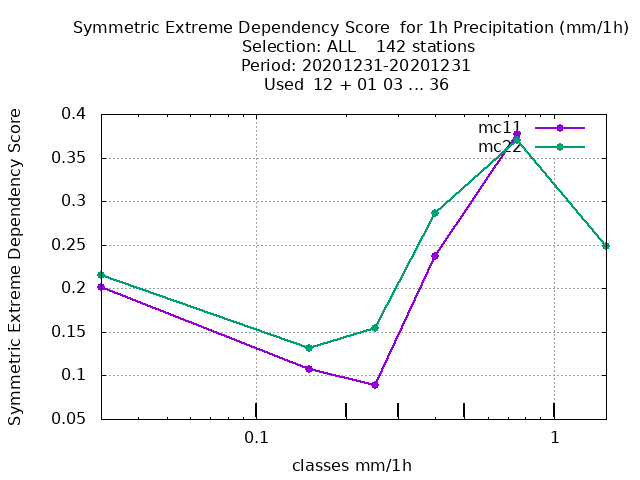 Symmetric Extreme Dependency Score  for 1h Precipitation (mm/1h)
Selection: ALL    142 stations
Period: 20201231-20201231
Used  12 + 01 03 ... 36
Symmetric Extreme Dependency Score
0.4
0.35
0.3
0.25
0.2
0.15
0.1
0.05
mc11
mc22
0.1
1
classes mm/1h